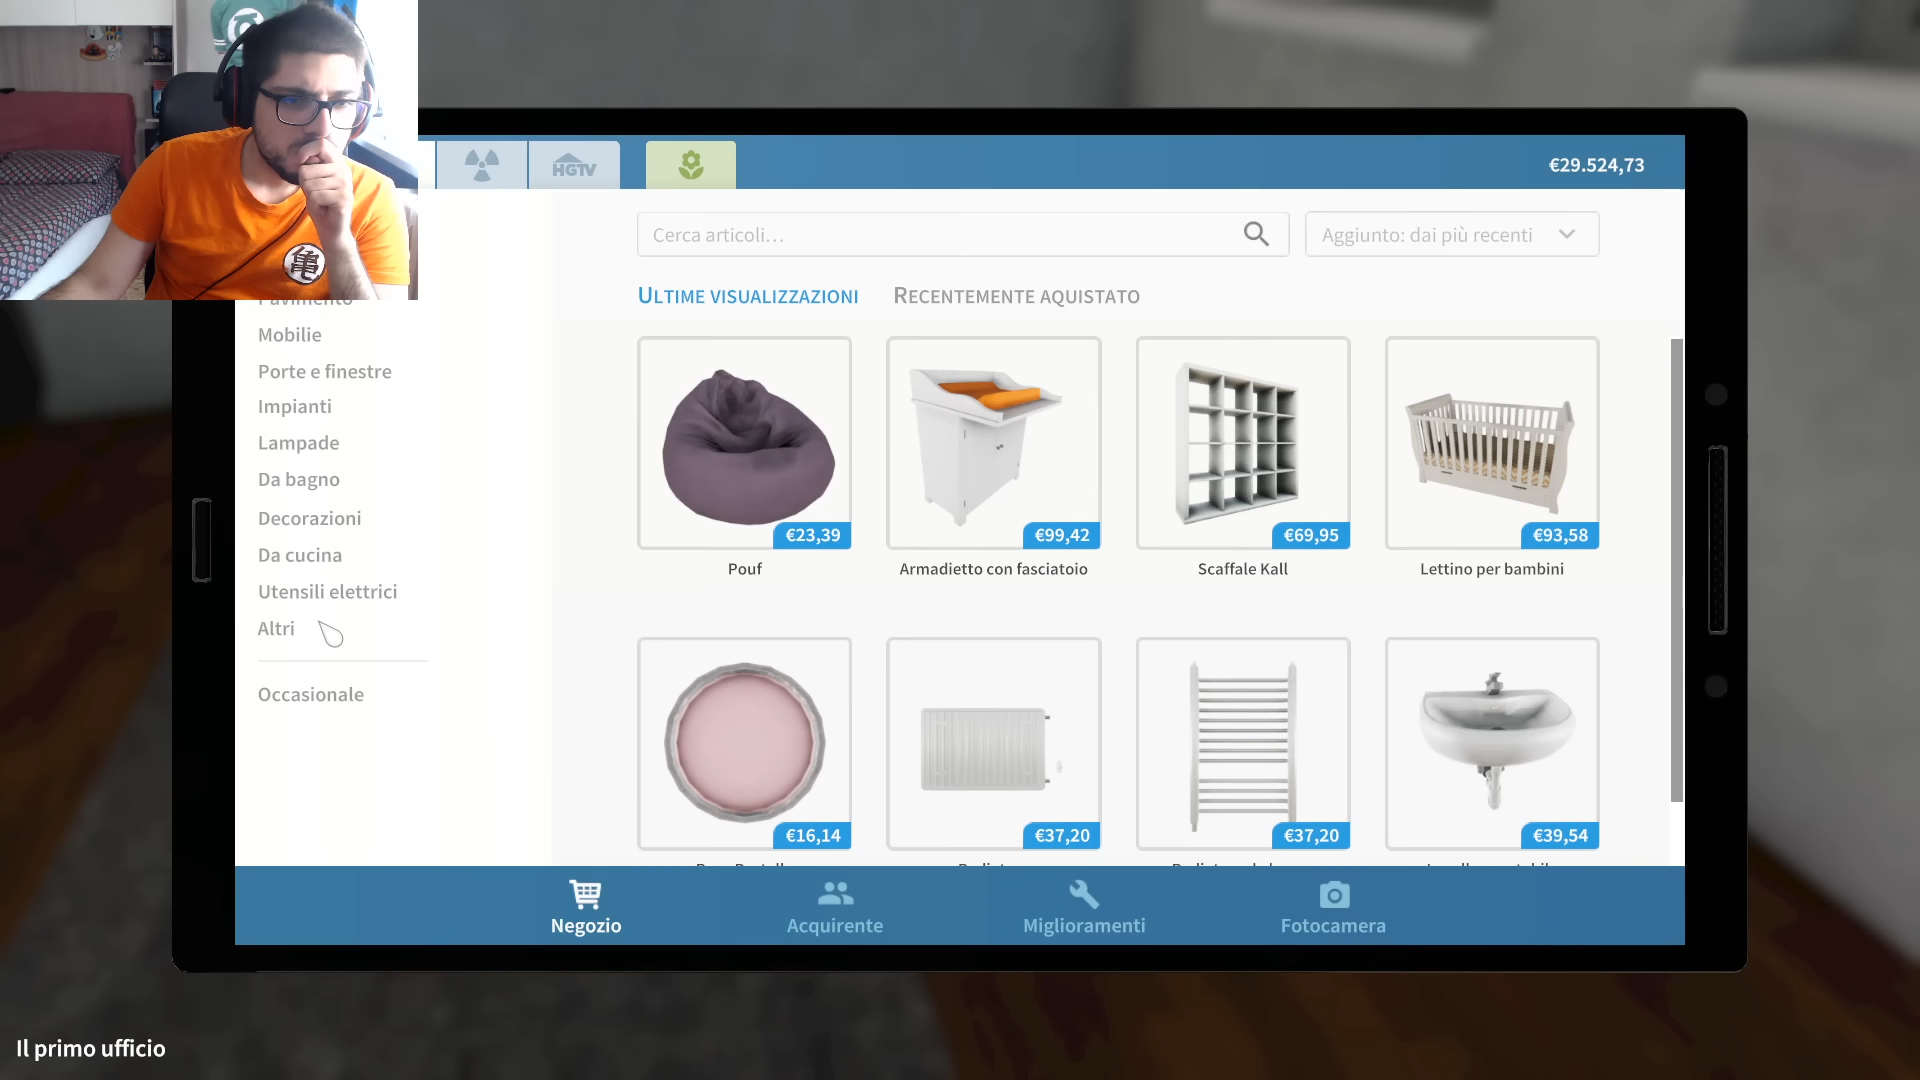 亀
HGTV
€29.524,73
Cerca articoli...
Aggiunto: dai più recenti
ULTIME VISUALIZZAZIONI
RECENTEMENTE AQUISTATO
Pavimento
Mobilie
Porte e finestre
Impianti
Lampade
Da bagno
Decorazioni
Da cucina
Utensili elettrici
Altri
Occasionale
€23,39
€99,42
€69,95
€93,58
Pouf
Armadietto con fasciatoio
Scaffale Kall
Lettino per bambini
€16,14
€37,20
€37,20
€39,54
Negozio
Acquirente
Miglioramenti
Fotocamera
Il primo ufficio